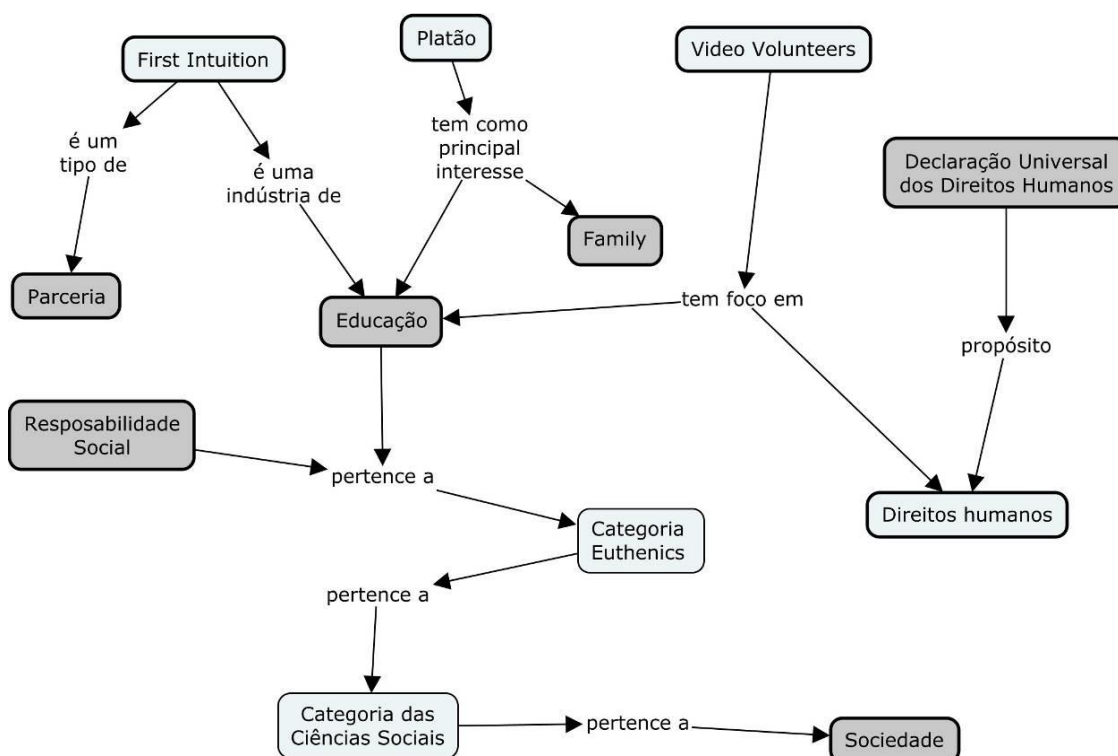 First Intuition
Platão
Video Volunteers
é um
tipo de
é uma
indústria de
tem como
principal
interesse
Declaração Universal
dos Direitos Humanos
Family
Parceria
Educação
tem foco em
propósito
Resposabilidade
Social
pertence a
Direitos humanos
Categoria
Euthenics
pertence a
Categoria das
Ciências Sociais
pertence a
Sociedade